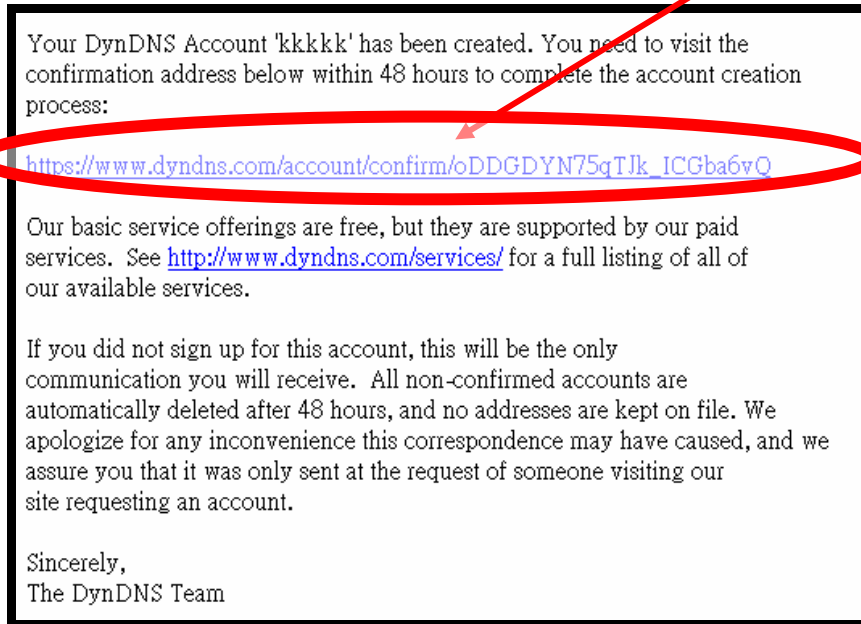 Your DynDNS Account 'kkkkk' has been created. You need to visit the
confirmation address below within 48 hours to complete the account creation
process:
https://www.dyndns.com/account/confirm/oDDGDYN75qTJk_ICGba6vQ
Our basic service offerings are free, but they are supported by our paid
services.  See http://www.dyndns.com/services/ for a full listing of all of
our available services.
If you did not sign up for this account, this will be the only
communication you will receive.  All non-confirmed accounts are
automatically deleted after 48 hours, and no addresses are kept on file. We
apologize for any inconvenience this correspondence may have caused, and we
assure you that it was only sent at the request of someone visiting our
site requesting an account.
Sincerely,
The DynDNS Team